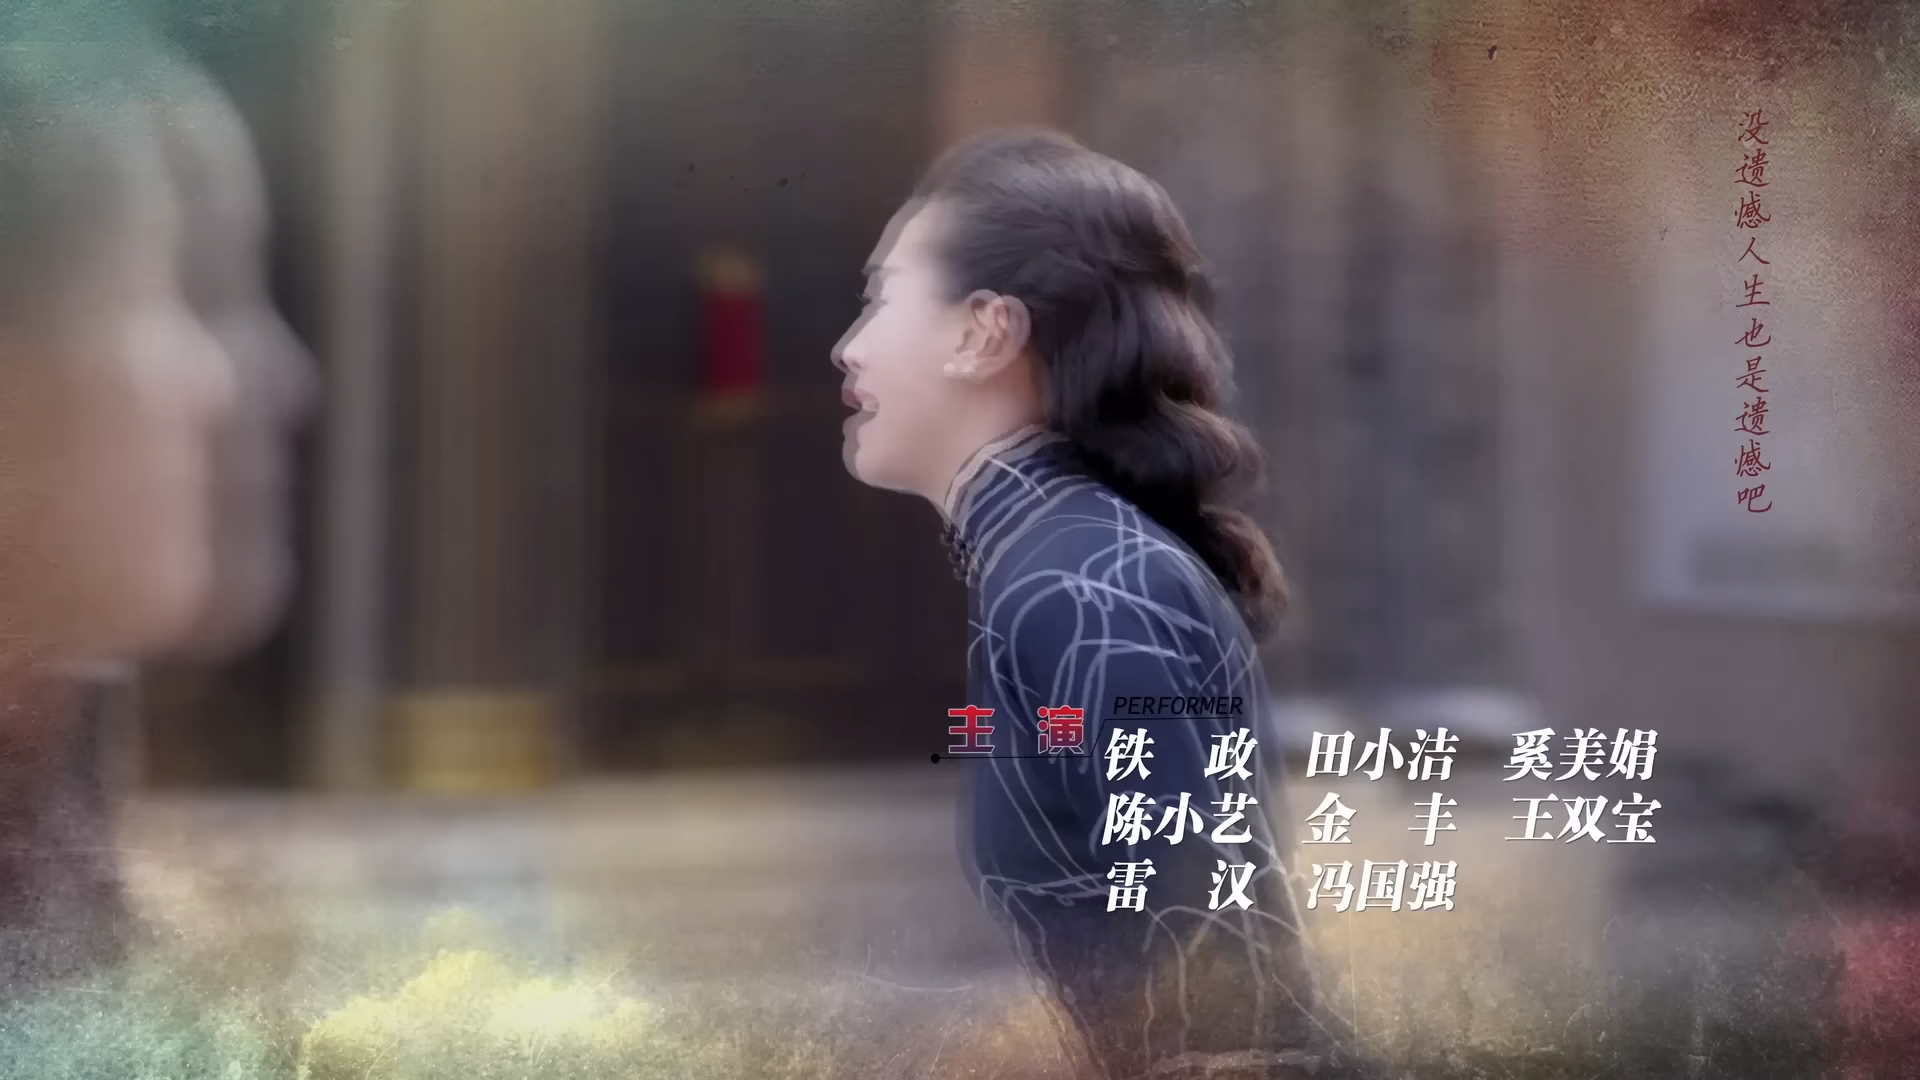 没遗憾人生也是遗憾吧
主 演
PERFORMER
铁 政 田小洁 奚美娟
陈小艺 金 丰 王双宝
雷 汉 冯国强